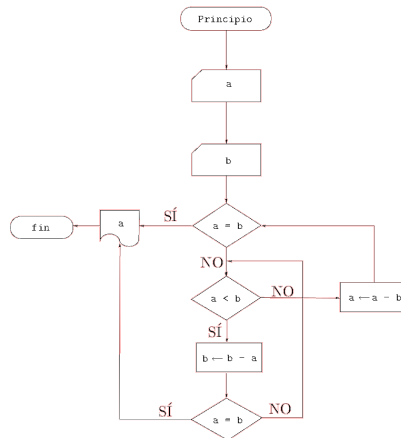 Principio
a
b
SÍ
a = b
a
fin
NO
a < b
NO
a ← a - b
SÍ
b ← b - a
SÍ
a = b
NO